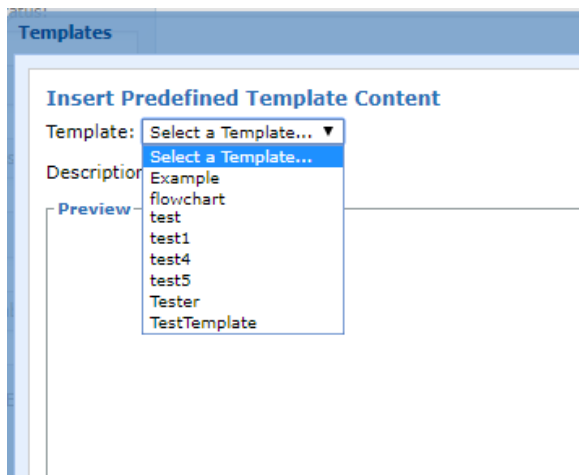 Templates
Insert Predefined Template Content
Template: Select a Template... ▼
Select a Template...
Description
Example
flowchart
Preview
test
test1
test4
test5
Tester
TestTemplate